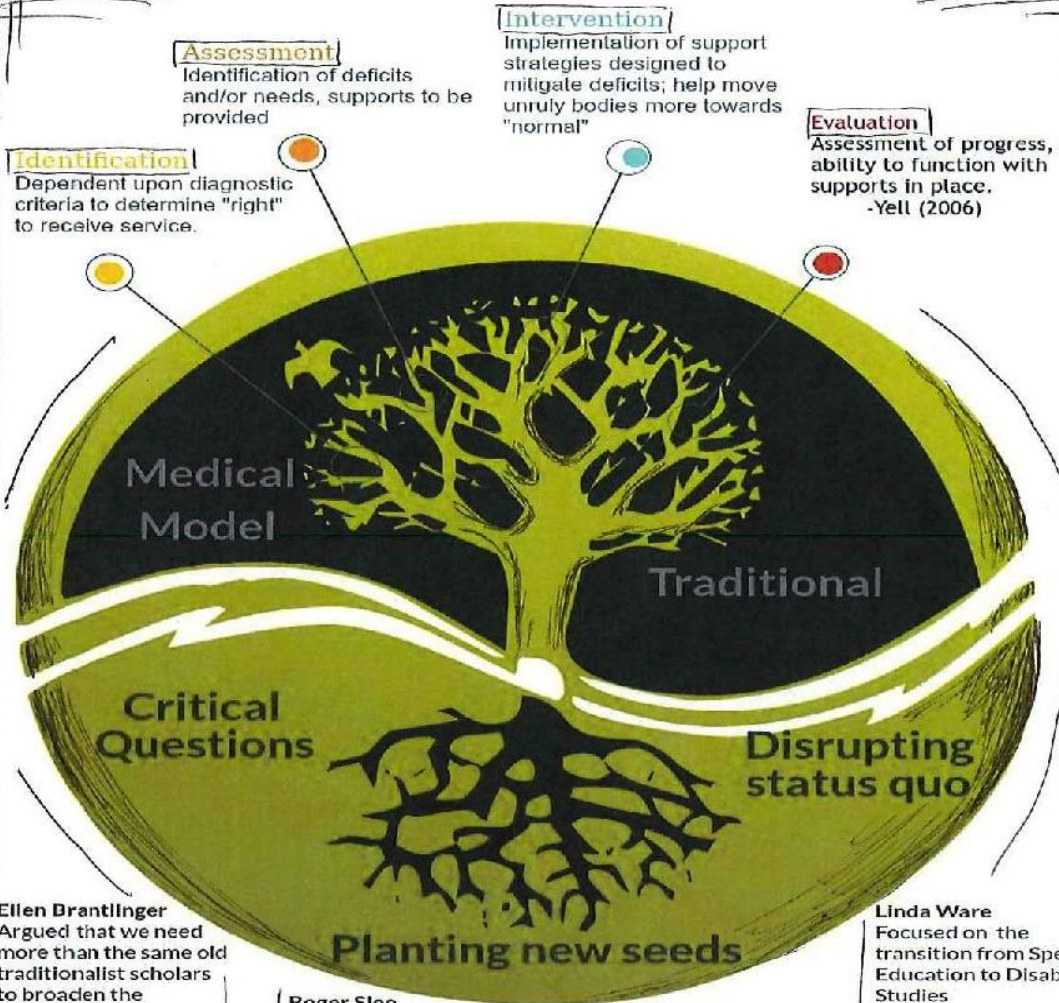 Intervention
Implementation of support
strategies designed to
mitigate deficits; help move
unruly bodies more towards
"normal"
Assessment
Identification of deficits
and/or needs, supports to be
provided
Evaluation
Assessment of progress,
ability to function with
supports in place.
-Yell (2006)
Identification
Dependent upon diagnostic
criteria to determine "right"
to receive service.
Medical
Model
Traditional
Critical
Questions
Disrupting
status quo
Planting new seeds
Ellen Brantlinger
Argued that we need
more than the same old
traditionalist scholars
to broaden the
Linda Ware
Focused on the
transition from
Education to
Studies
Roger Slee